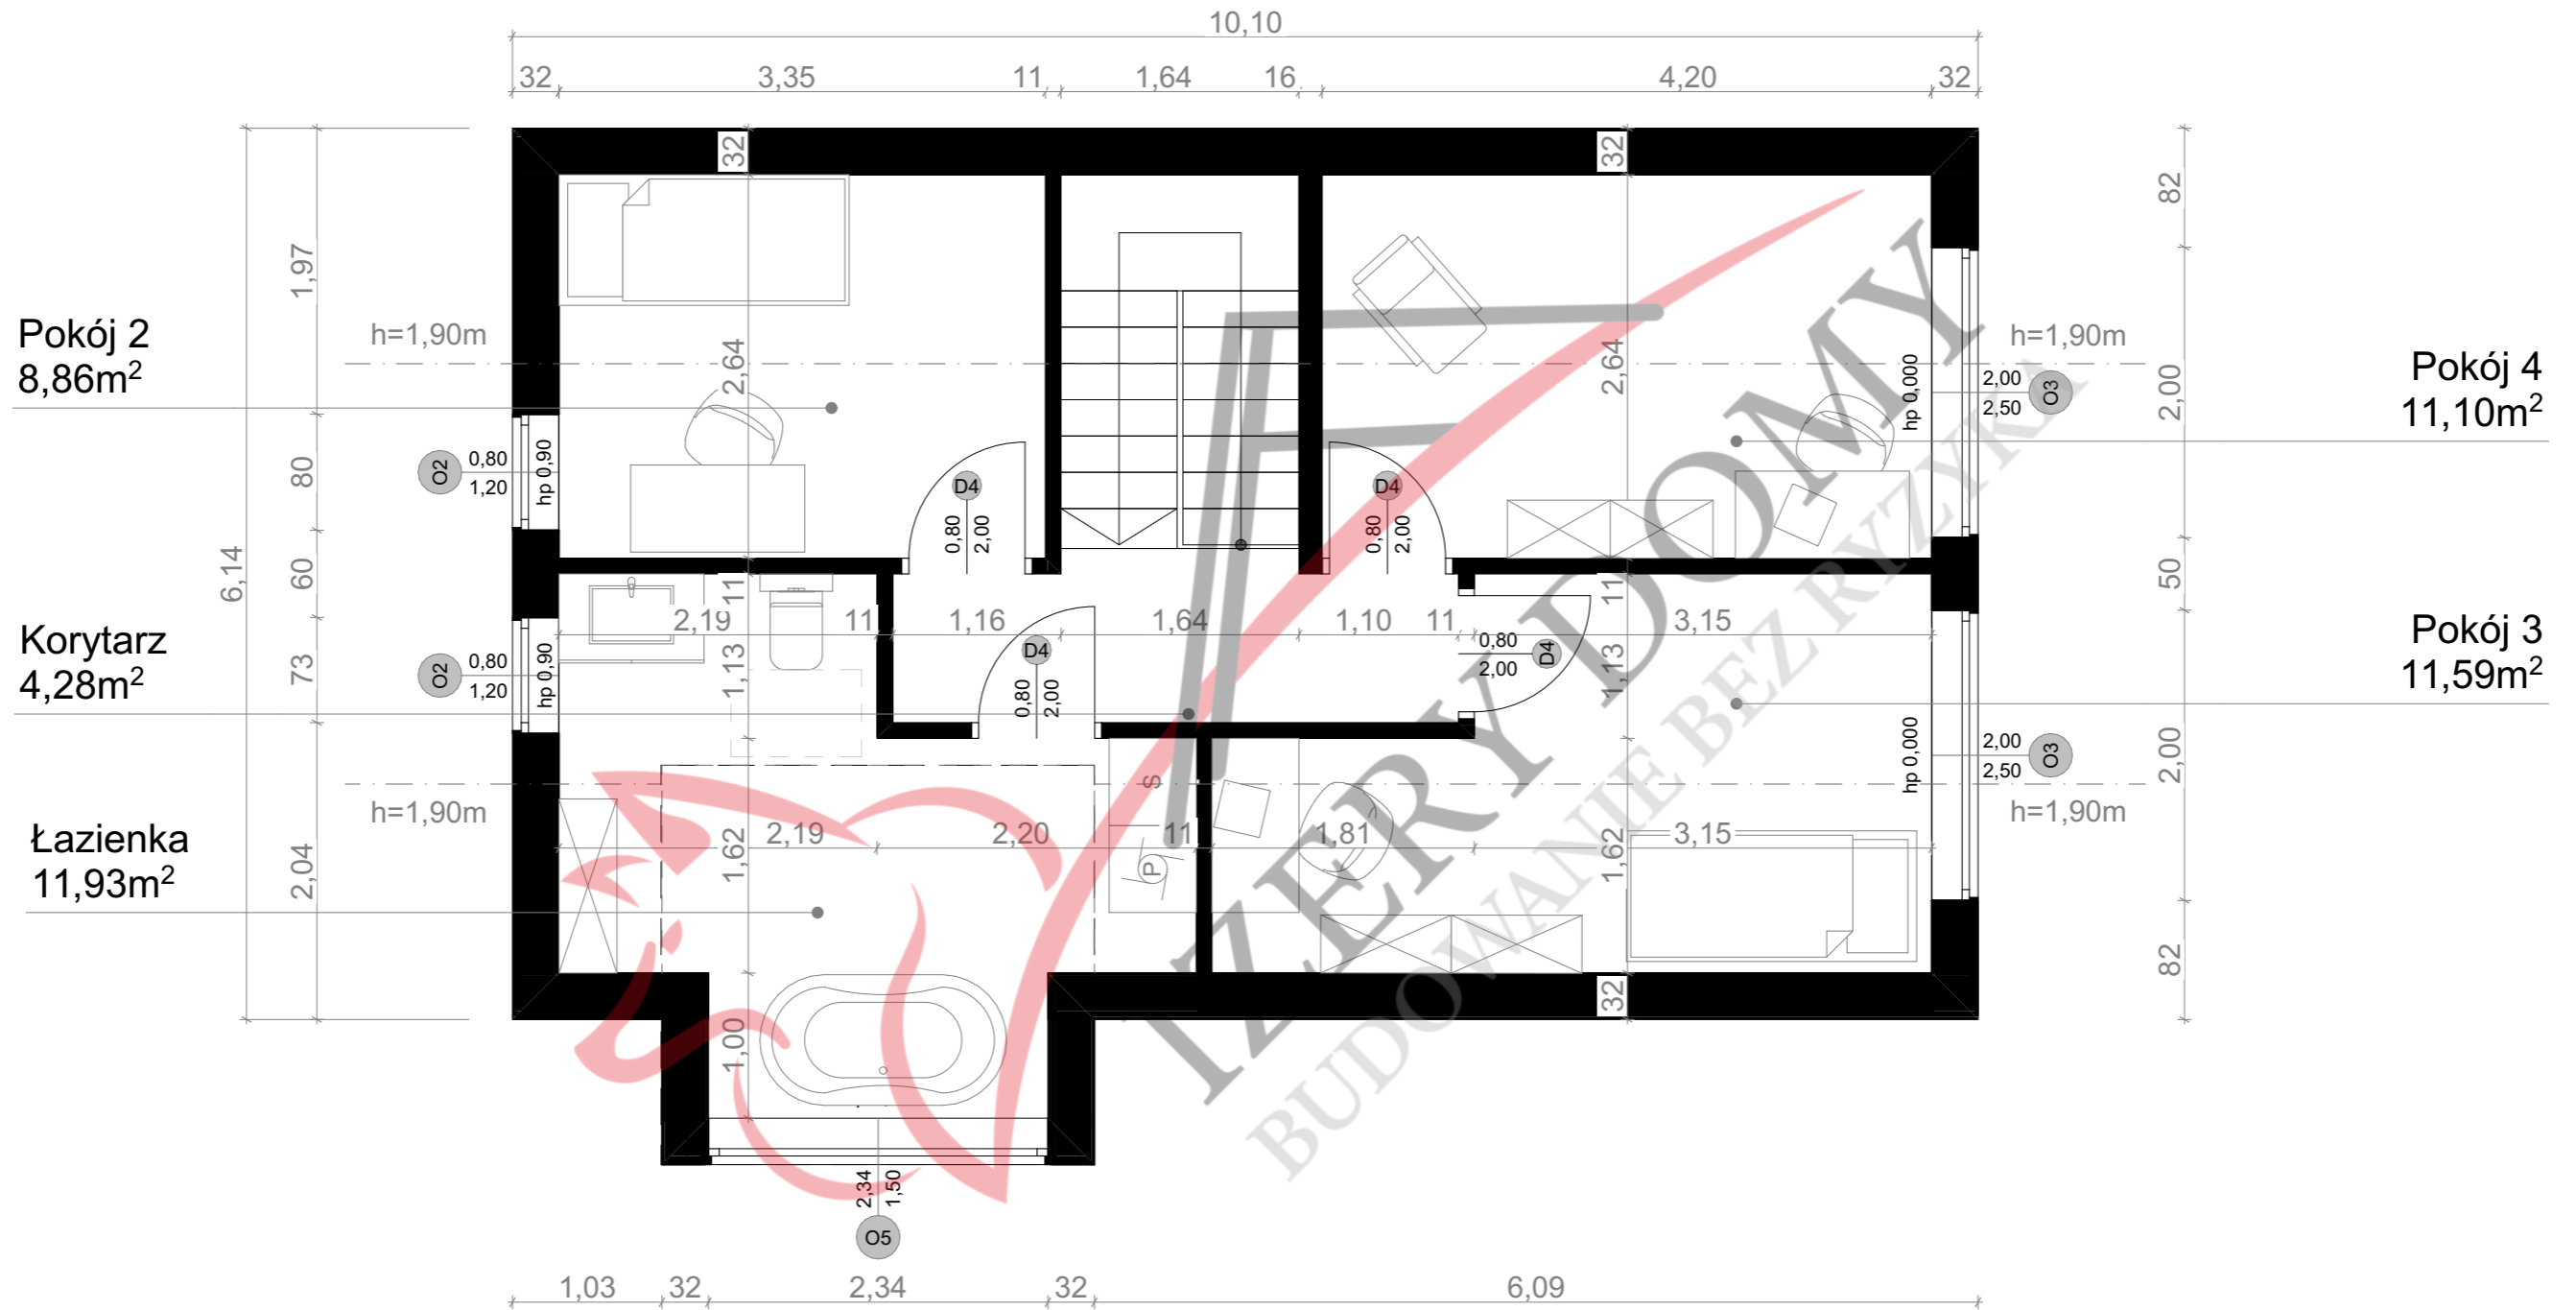 10,10
32 3,35 11 1,64 16 4,20 32
32 32
82
1,97
Pokój 2
8,86m²
h=1,90m
h=1,90m
2,64 2,64
hp 0,000
2,00
2,50
O3
2,00
Pokój 4
11,10m²
80
O2
0,80
1,20
hp 0,90
D4
0,80
2,00
D4
0,80
2,00
6,14
60
11
11
50
2,19 11 1,16 1,64 1,10 11 3,15
Korytarz
4,28m²
73
O2
0,80
1,20
hp 0,90
1,13
D4
0,80
2,00
0,80
2,00
D4
1,13
Pokój 3
11,59m²
hp 0,000
2,00
2,50
O3
2,00
h=1,90m
h=1,90m
S
P
Łazienka
11,93m²
2,04
1,62
2,19 2,20 11 1,81 3,15
1,62
82
32
1,00
2,34
1,50
O5
1,03 32 2,34 32 6,09
IZERY DOMY
BUDOWANIE BEZ RYZYKA